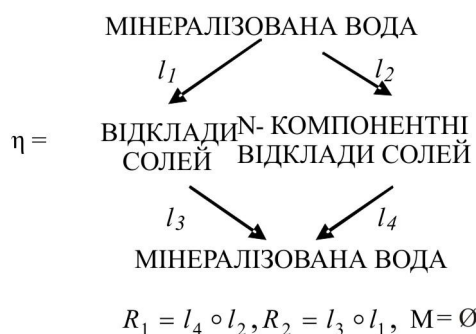 МІНЕРАЛІЗОВАНА ВОДА
l₁ l₂
η = ВІДКЛАДИ СОЛЕЙ N- КОМПОНЕНТНІ ВІДКЛАДИ СОЛЕЙ
l₃ l₄
МІНЕРАЛІЗОВАНА ВОДА
R₁ = l₄ ∘ l₂, R₂ = l₃ ∘ l₁, M= Ø